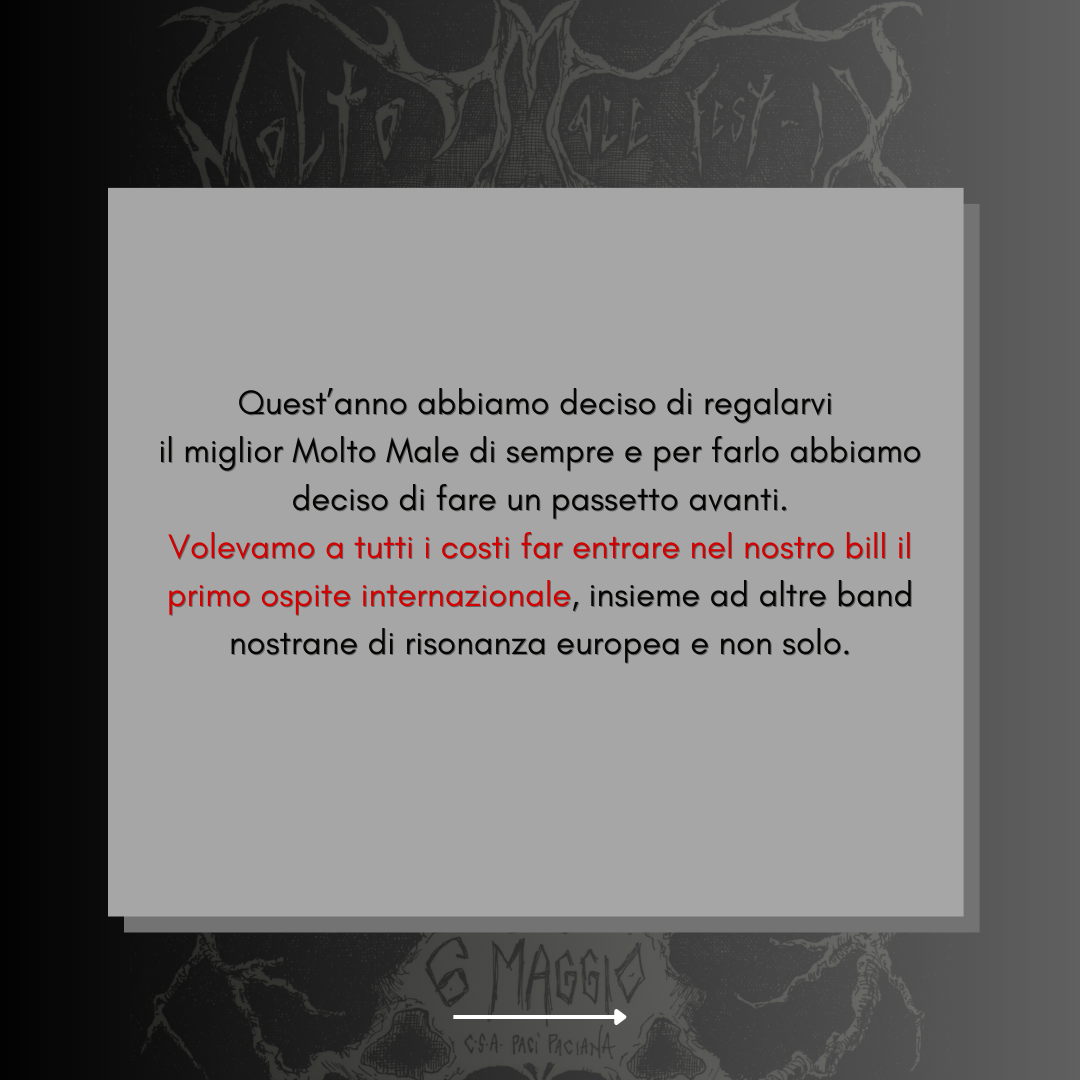 Molto Male Fest - IX
Quest'anno abbiamo deciso di regalarvi
il miglior Molto Male di sempre e per farlo abbiamo
deciso di fare un passetto avanti.
Volevamo a tutti i costi far entrare nel nostro bill il
primo ospite internazionale, insieme ad altre band
nostrane di risonanza europea e non solo.
6 MAGGIO
C.S.A. PACÌ PACIANA